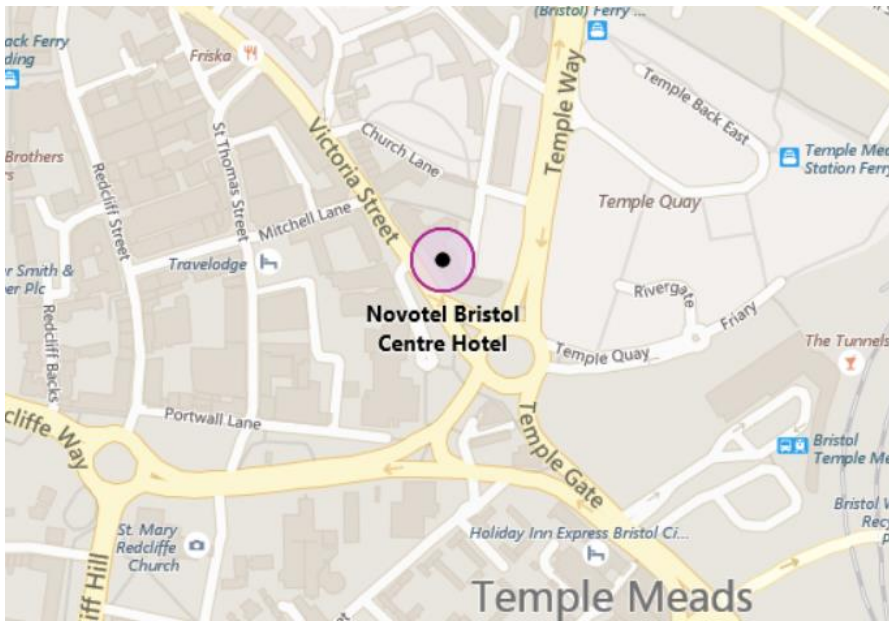 (Bristol) Ferry ...
ack Ferry
ding
Friska
Temple Way
Temple Back East
Victoria Street
Church Lane
St Thomas Street
Redcliff Street
Brothers
Temple Mea
Station Ferry
Temple Quay
Mitchell Lane
Travelodge
er Smith &
er Plc
Redcliff Backs
Rivergate
Friary
Novotel Bristol
Centre Hotel
Temple Quay
The Tunnels
Portwall Lane
cliffe Way
Temple Gate
Bristol
Temple Me
Bristol W
Recy
P
St. Mary
Redcliffe
Church
Holiday Inn Express Bristol Ci...
iff Hill
Temple Meads